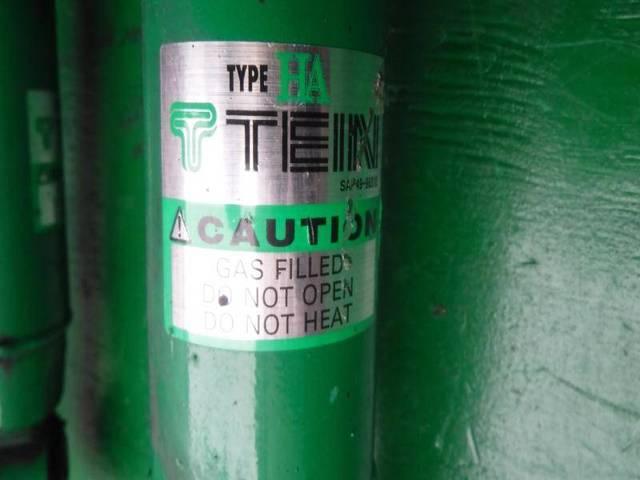 TYPE HA
TEIN
CAUTION
GAS FILLED
DO NOT OPEN
DO NOT HEAT